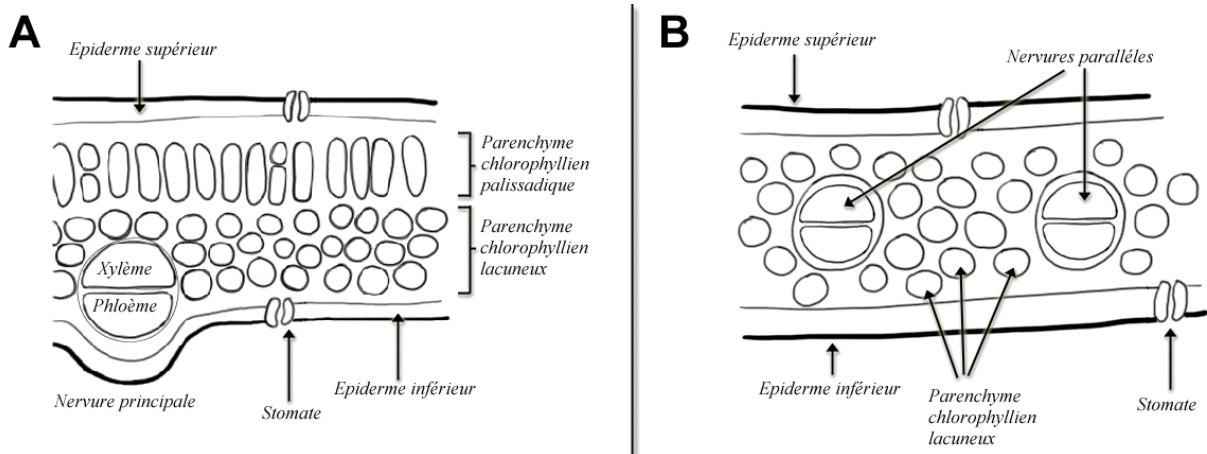 A
Epiderme supérieur
Parenchyme
chlorophyllien
palissadique
Parenchyme
chlorophyllien
lacuneux
Xylème
Phloème
Nervure principale
Stomate
Epiderme inférieur
B
Epiderme supérieur
Nervures paralléles
Epiderme inférieur
Parenchyme
chlorophyllien
lacuneux
Stomate